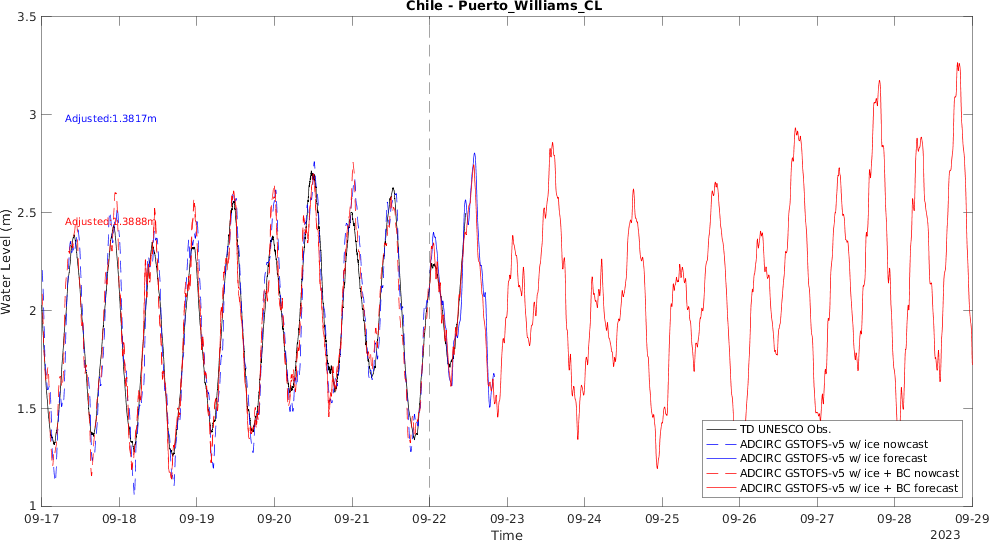 Chile - Puerto_Williams_CL
3.5
3
2.5
2
1.5
1
Water Level (m)
Adjusted:1.3817m
Adjusted: .3888m
TD UNESCO Obs.
ADCIRC GSTOFS-v5 w/ ice nowcast
ADCIRC GSTOFS-v5 w/ ice forecast
ADCIRC GSTOFS-v5 w/ ice + BC nowcast
ADCIRC GSTOFS-v5 w/ ice + BC forecast
09-17 09-18 09-19 09-20 09-21 09-22 09-23 09-24 09-25 09-26 09-27 09-28 09-29
Time
2023